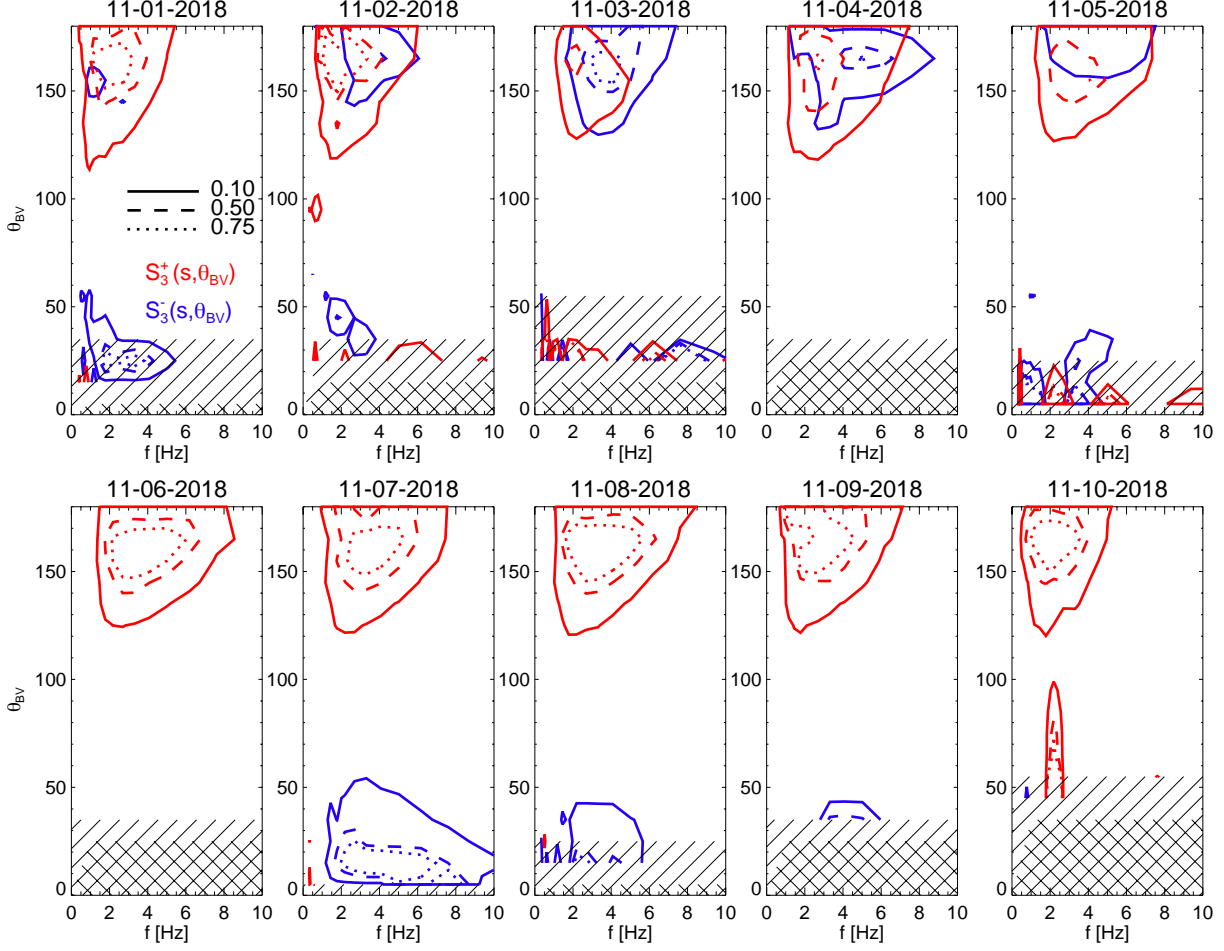 11-01-2018 11-02-2018 11-03-2018 11-04-2018 11-05-2018
150 150 150 150 150
100 100 100 100 100
0.10
0.50
0.75
θBV
S3+(s,θBV)
S3-(s,θBV)
50 50 50 50 50
0 0 0 0 0
0 2 4 6 8 10 0 2 4 6 8 10 0 2 4 6 8 10 0 2 4 6 8 10 0 2 4 6 8 10
f [Hz] f [Hz] f [Hz] f [Hz] f [Hz]
11-06-2018 11-07-2018 11-08-2018 11-09-2018 11-10-2018
150 150 150 150 150
100 100 100 100 100
θBV
50 50 50 50 50
0 0 0 0 0
0 2 4 6 8 10 0 2 4 6 8 10 0 2 4 6 8 10 0 2 4 6 8 10 0 2 4 6 8 10
f [Hz] f [Hz] f [Hz] f [Hz] f [Hz]